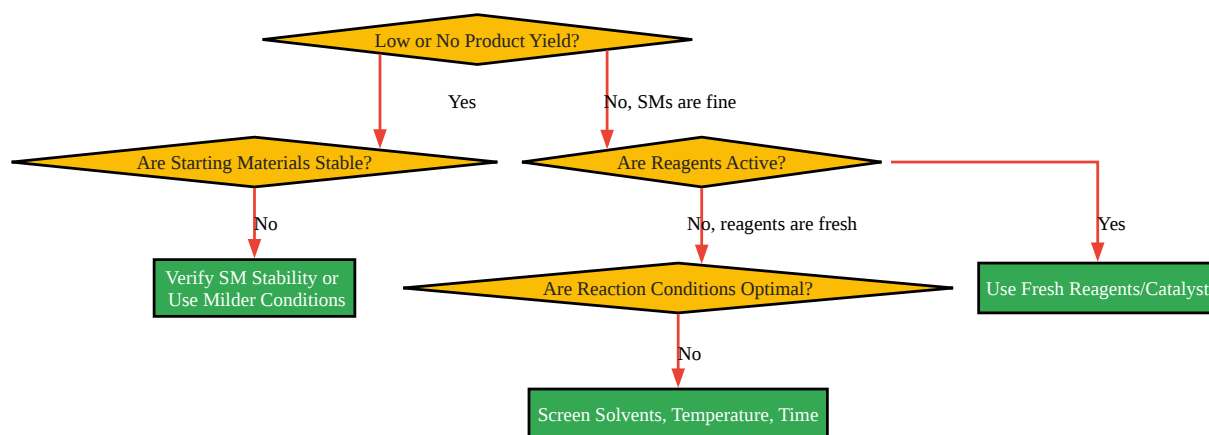 Low or No Product Yield?
Yes
No, SMs are fine
Are Starting Materials Stable?
Are Reagents Active?
No
No, reagents are fresh
Yes
Verify SM Stability or
Use Milder Conditions
Are Reaction Conditions Optimal?
Use Fresh Reagents/Catalyst
No
Screen Solvents, Temperature, Time